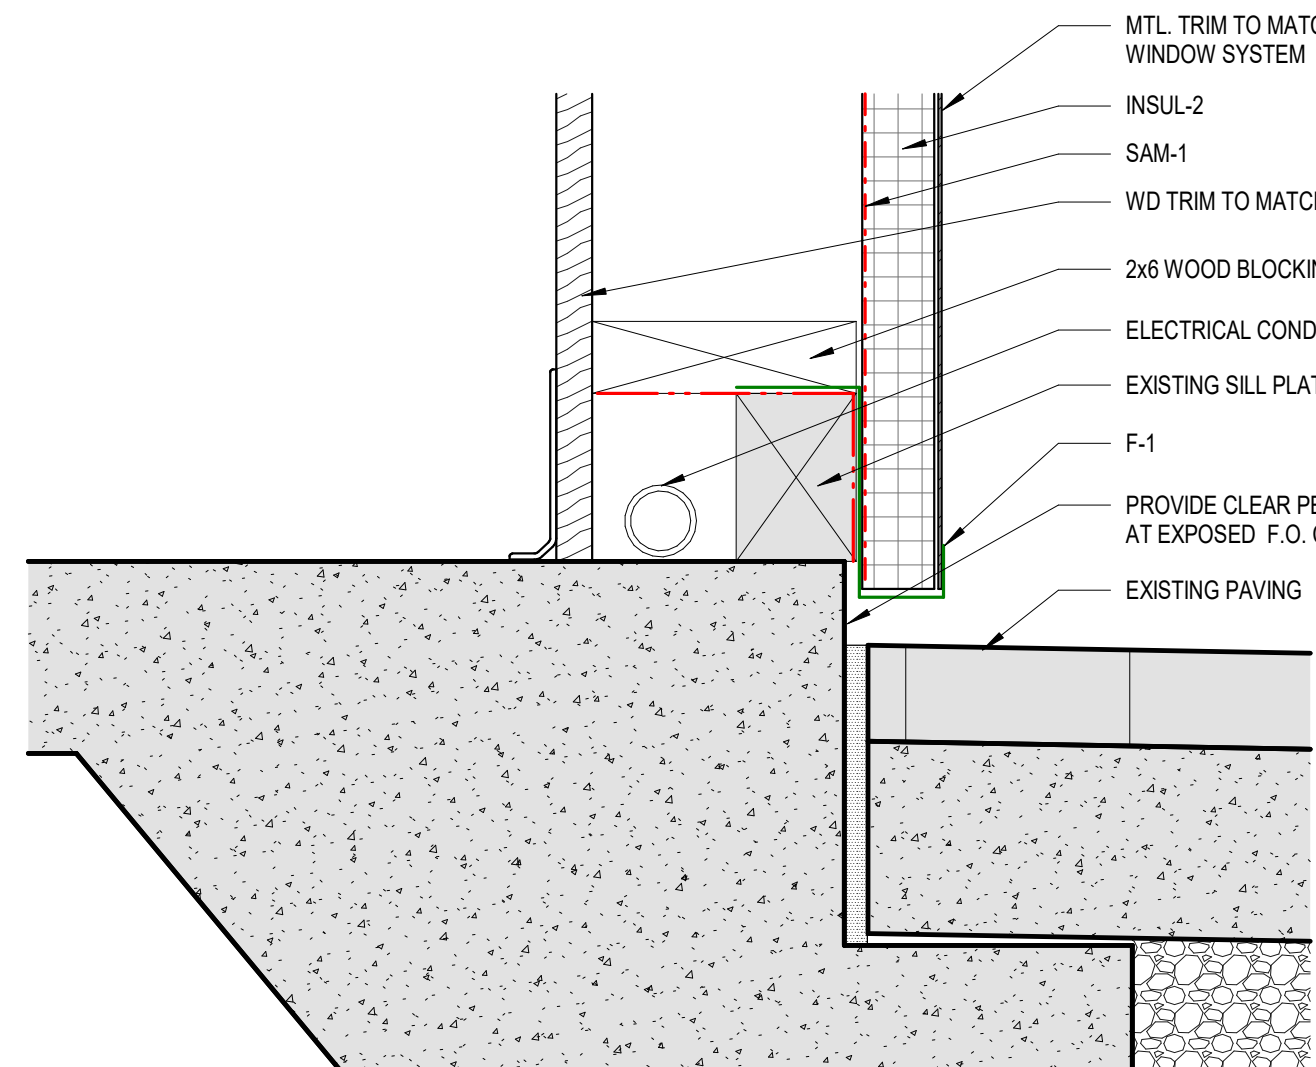 MTL. TRIM TO MATC
WINDOW SYSTEM
INSUL-2
SAM-1
WD TRIM TO MATC
2x6 WOOD BLOCKIN
ELECTRICAL COND
EXISTING SILL PLAT
F-1
PROVIDE CLEAR PE
AT EXPOSED F.O.
EXISTING PAVING